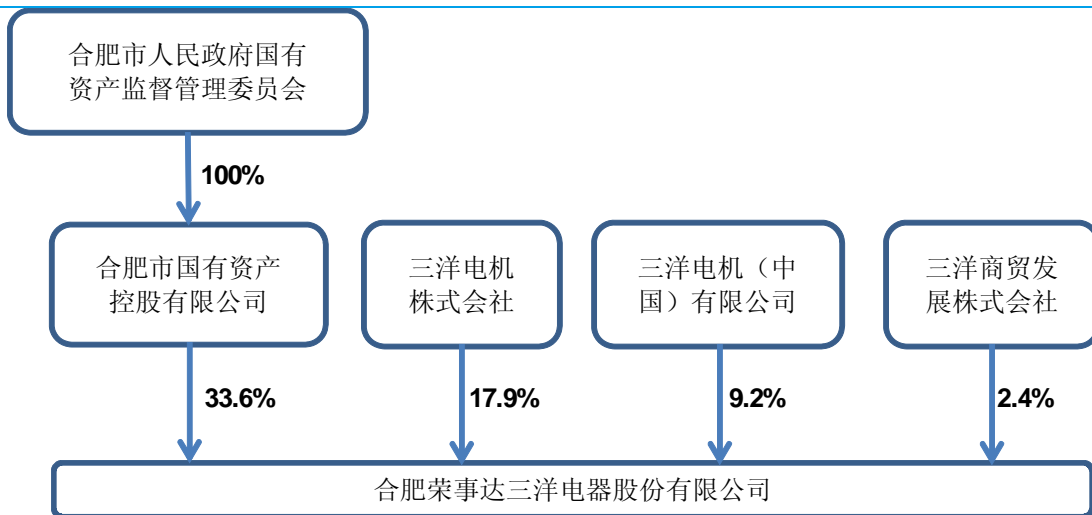 合肥市人民政府国有
资产监督管理委员会
100%
合肥市国有资产
控股有限公司
三洋电机
株式会社
三洋电机（中
国）有限公司
三洋商贸发
展株式会社
33.6%
17.9%
9.2%
2.4%
合肥荣事达三洋电器股份有限公司